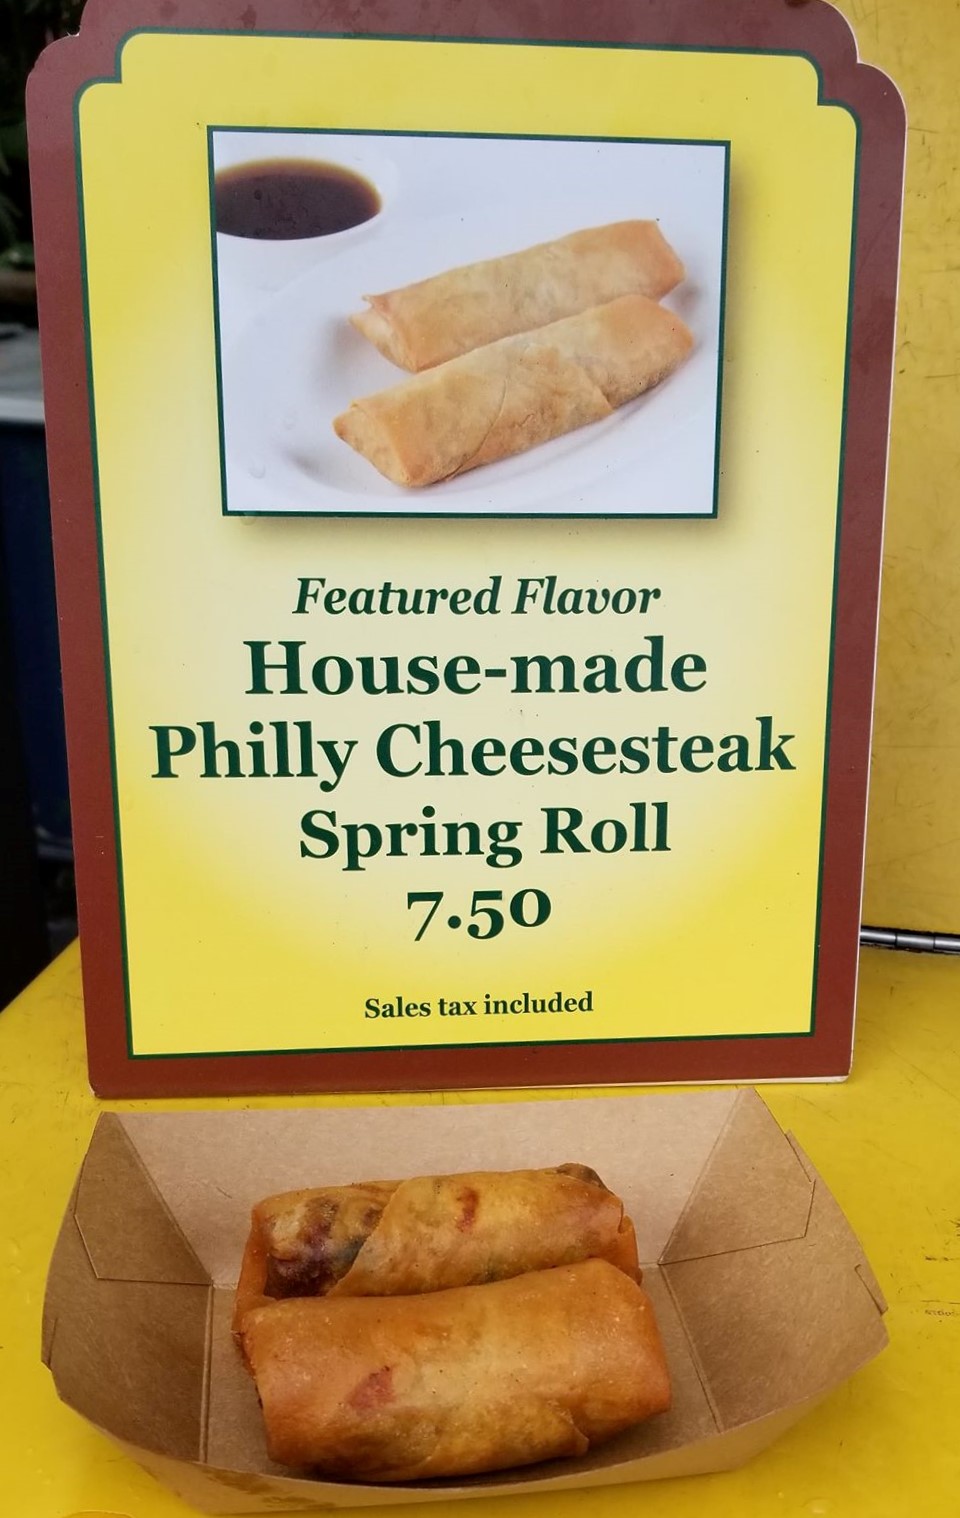 Featured Flavor
House-made
Philly Cheesesteak
Spring Roll
7.50
Sales tax included